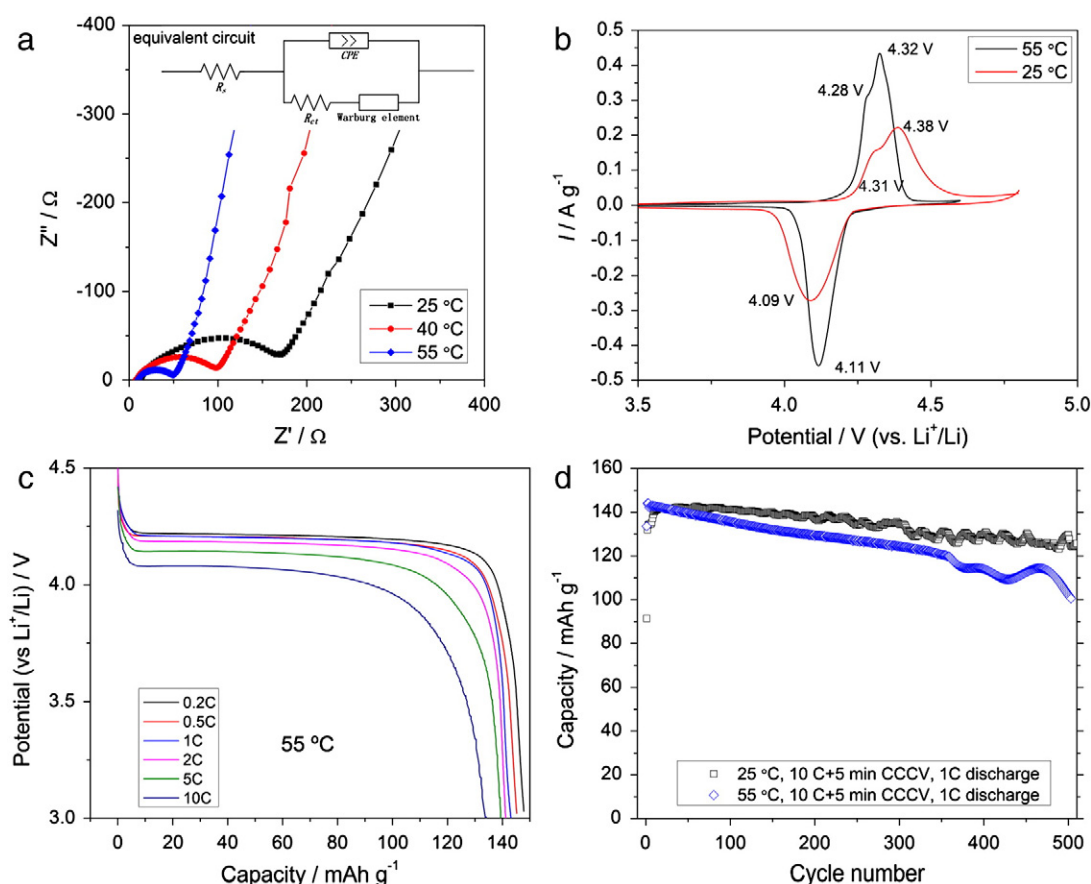 a
equivalent circuit
CPE
Rs
Rct
Warburg element
-400
-300
-200
-100
0
Z'' / Ω
25 °C
40 °C
55 °C
0
100
200
300
400
Z' / Ω
b
55 °C
25 °C
4.32 V
4.28 V
4.38 V
4.31 V
4.09 V
4.11 V
0.5
0.4
0.3
0.2
0.1
0.0
-0.1
-0.2
-0.3
-0.4
-0.5
I / A g⁻¹
3.5
4.0
4.5
5.0
Potential / V (vs. Li⁺/Li)
c
4.5
4.0
3.5
3.0
Potential (vs Li⁺/Li) / V
0.2C
0.5C
1C
2C
5C
10C
55 °C
0
20
40
60
80
100
120
140
Capacity / mAh g⁻¹
d
160
140
120
100
80
60
40
20
0
Capacity / mAh g⁻¹
25 °C, 10 C+5 min CCCV, 1C discharge
55 °C, 10 C+5 min CCCV, 1C discharge
0
100
200
300
400
500
Cycle number